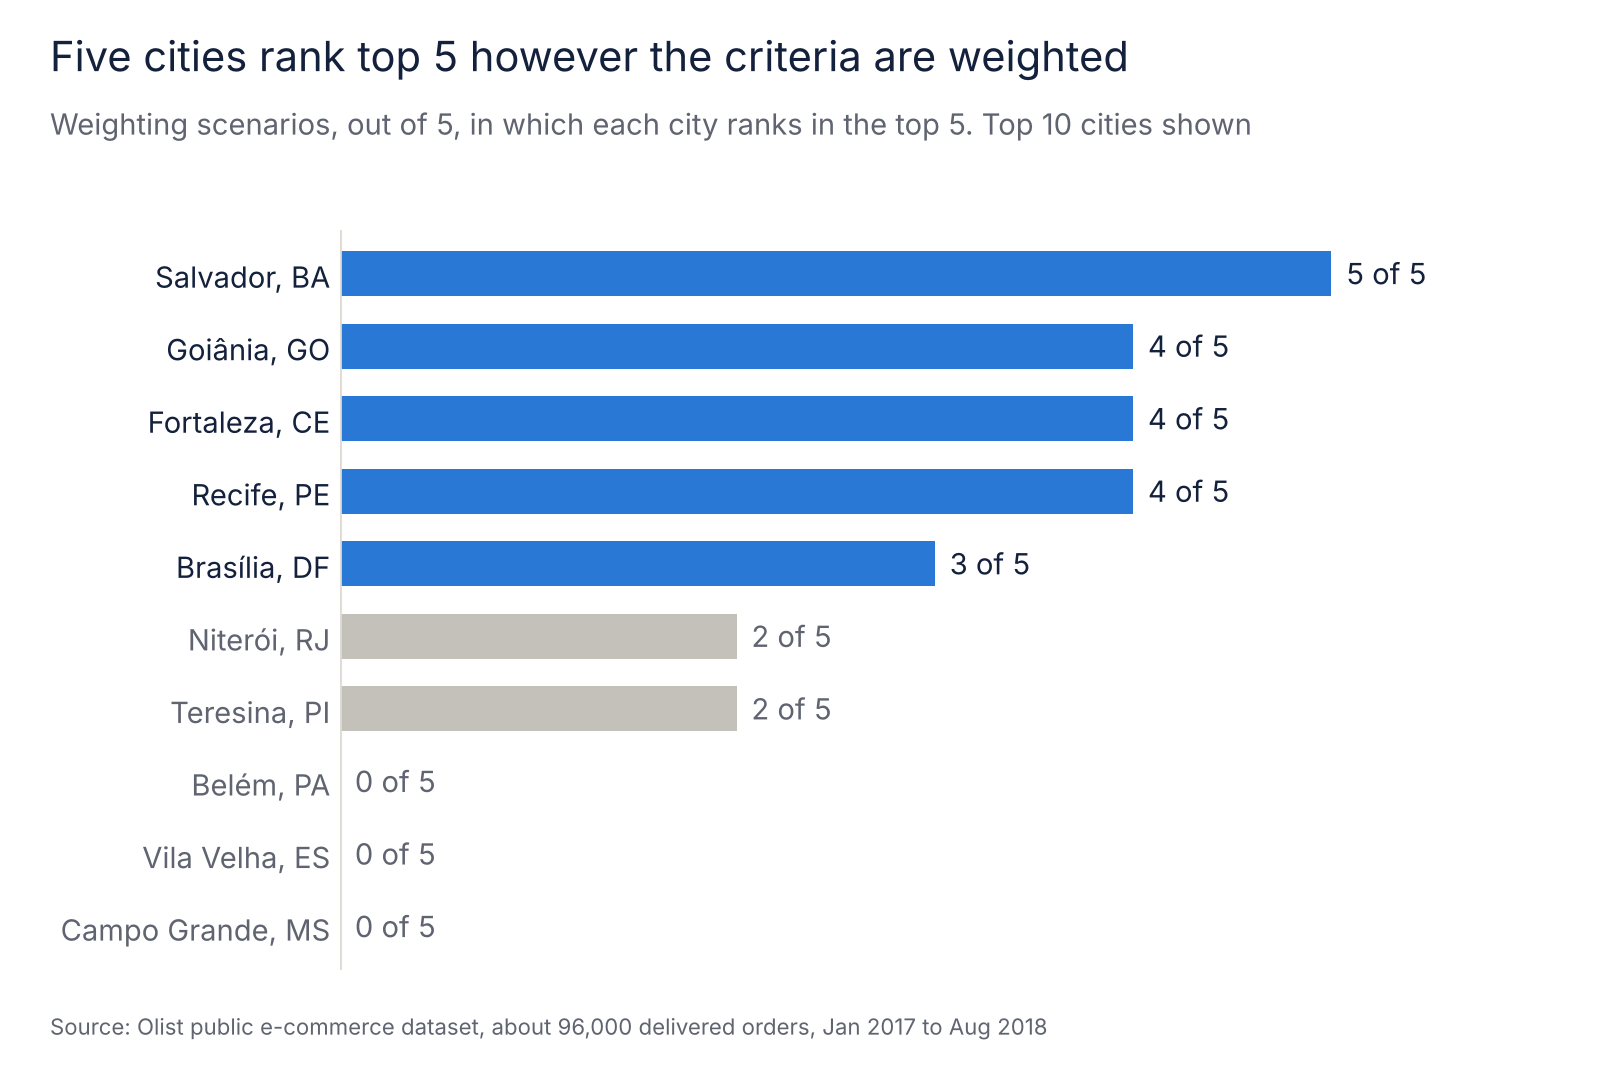 Five cities rank top 5 however the criteria are weighted
Weighting scenarios, out of 5, in which each city ranks in the top 5. Top 10 cities shown
Salvador, BA 5 of 5
Goiânia, GO 4 of 5
Fortaleza, CE 4 of 5
Recife, PE 4 of 5
Brasília, DF 3 of 5
Niterói, RJ 2 of 5
Teresina, PI 2 of 5
Belém, PA 0 of 5
Vila Velha, ES 0 of 5
Campo Grande, MS 0 of 5
Source: Olist public e-commerce dataset, about 96,000 delivered orders, Jan 2017 to Aug 2018